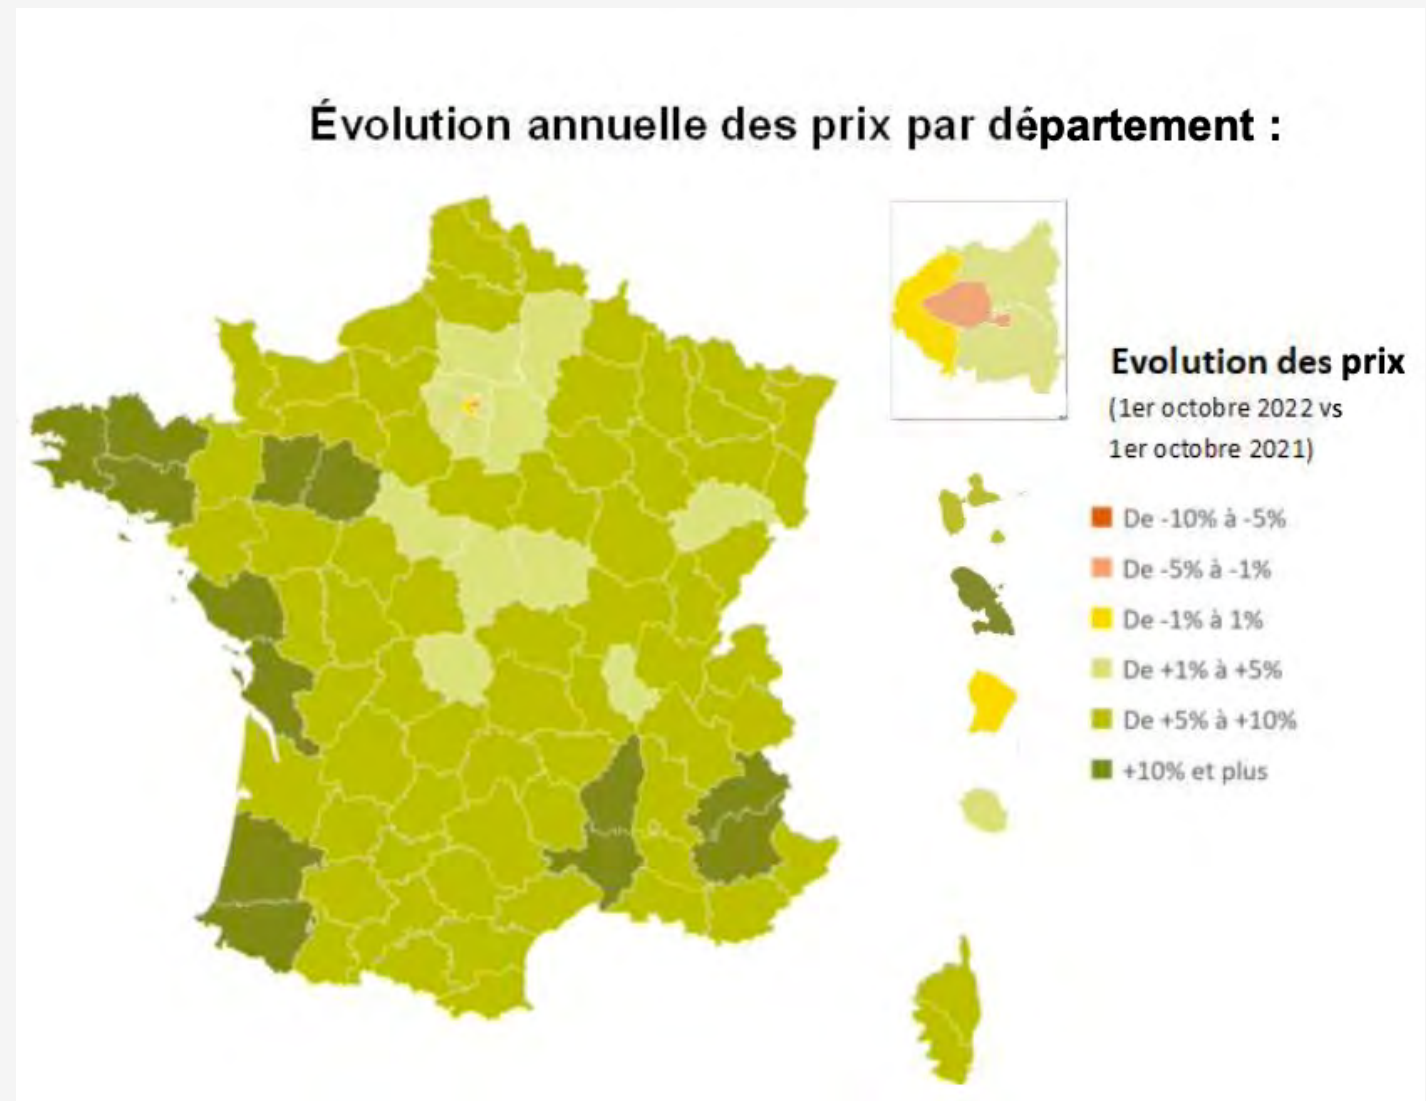 Évolution annuelle des prix par département :
Evolution des prix
(1er octobre 2022 vs
1er octobre 2021)
De -10% à -5%
De -5% à -1%
De -1% à 1%
De +1% à +5%
De +5% à +10%
+10% et plus